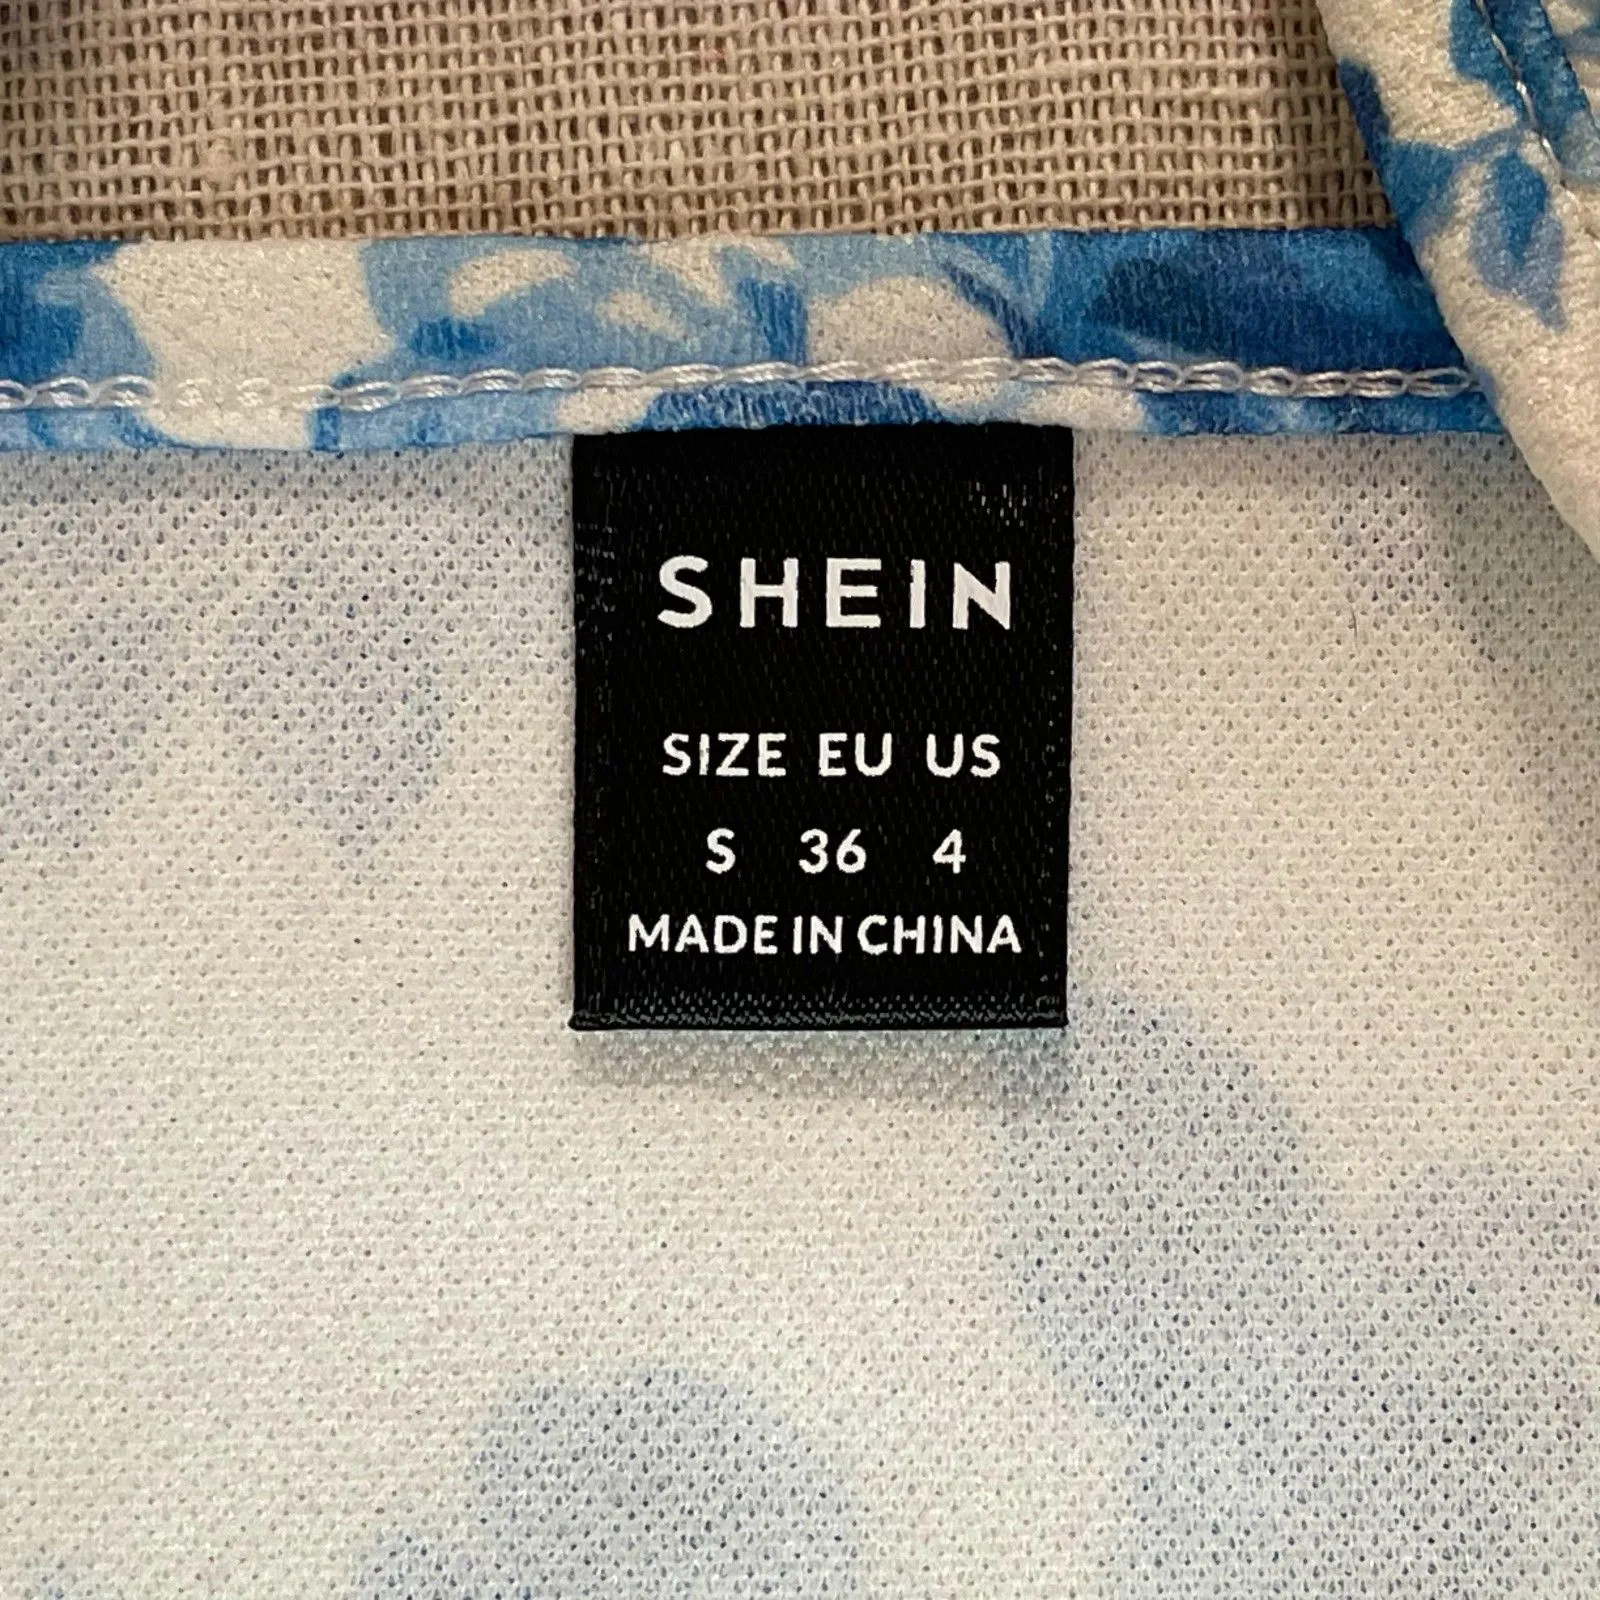 SHEIN
SIZE EU US
S 36 4
MADE IN CHINA